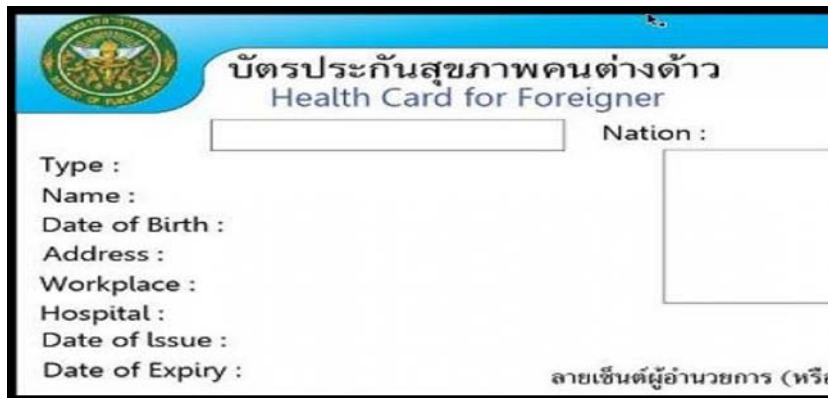 บัตรประกันสุขภาพคนต่างด้าว
Health Card for Foreigner
Nation :
Type :
Name :
Date of Birth :
Address :
Workplace :
Hospital :
Date of Issue :
Date of Expiry :
ลายเซ็นต์ผู้อำนวยการ (หรือ